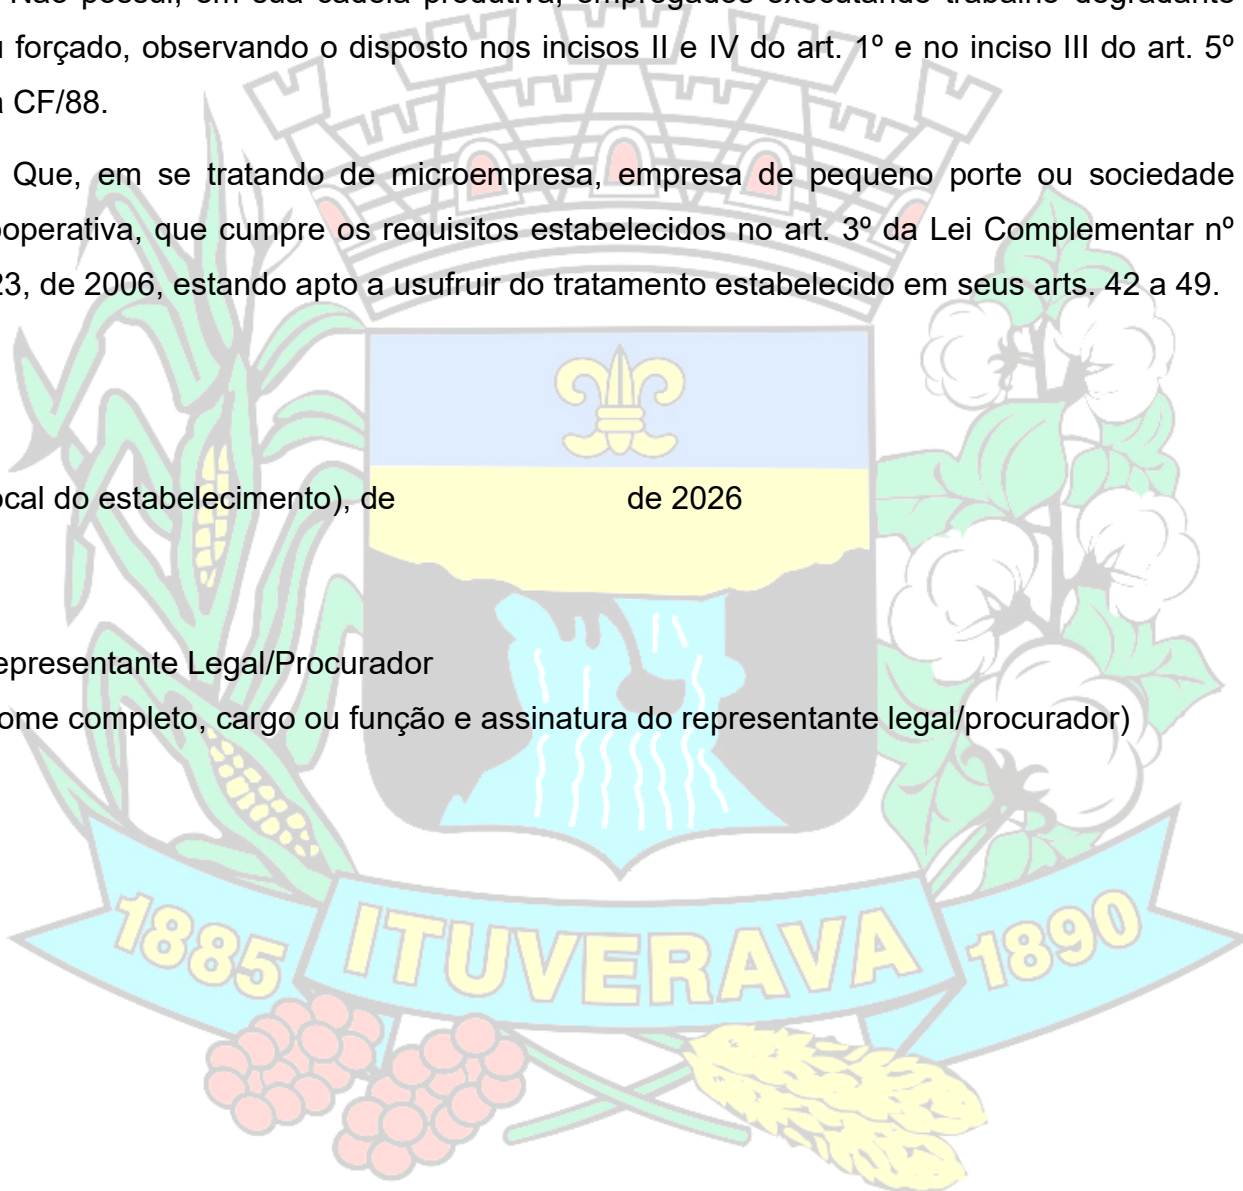 Não possui, em sua cadeia produtiva, empregados executando trabalho degradante
u forçado, observando o disposto nos incisos II e IV do art. 1º e no inciso III do art. 5º
a CF/88.
Que, em se tratando de microempresa, empresa de pequeno porte ou sociedade
operativa, que cumpre os requisitos estabelecidos no art. 3º da Lei Complementar nº
23, de 2006, estando apto a usufruir do tratamento estabelecido em seus arts. 42 a 49.
ocal do estabelecimento), de de 2026
epresentante Legal/Procurador
ome completo, cargo ou função e assinatura do representante legal/procurador)
1885 ITUVERAVA 1890